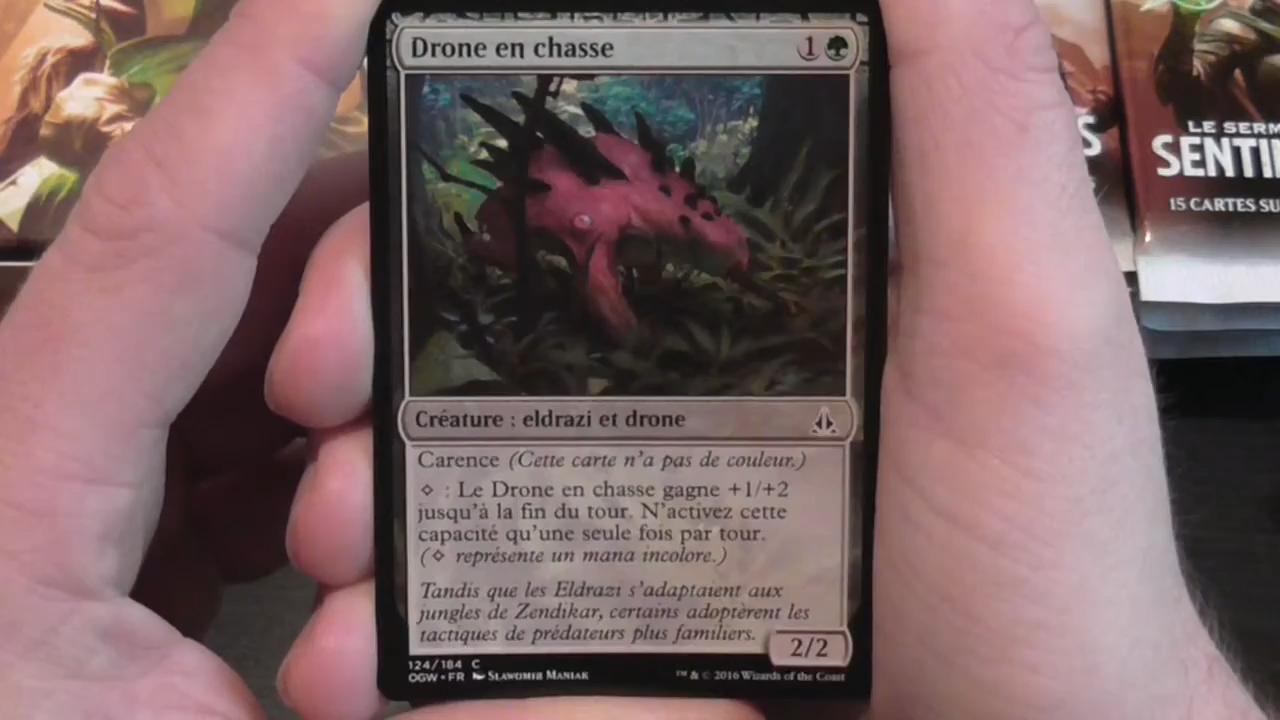 Drone en chasse 1
Créature : eldrazi et drone
Carence (Cette carte n'a pas de couleur.)
◇ : Le Drone en chasse gagne +1/+2
jusqu'à la fin du tour. N'activez cette
capacité qu'une seule fois par tour.
(◇ représente un mana incolore.)
Tandis que les Eldrazi s'adaptaient aux
jungles de Zendikar, certains adoptèrent les
tactiques de prédateurs plus familiers.
2/2
124/184 C
OGW • FR Slawomir Maniak
™ & © 2016 Wizards of the Coast
S
LE SERM
SENTI
15 CARTES SU